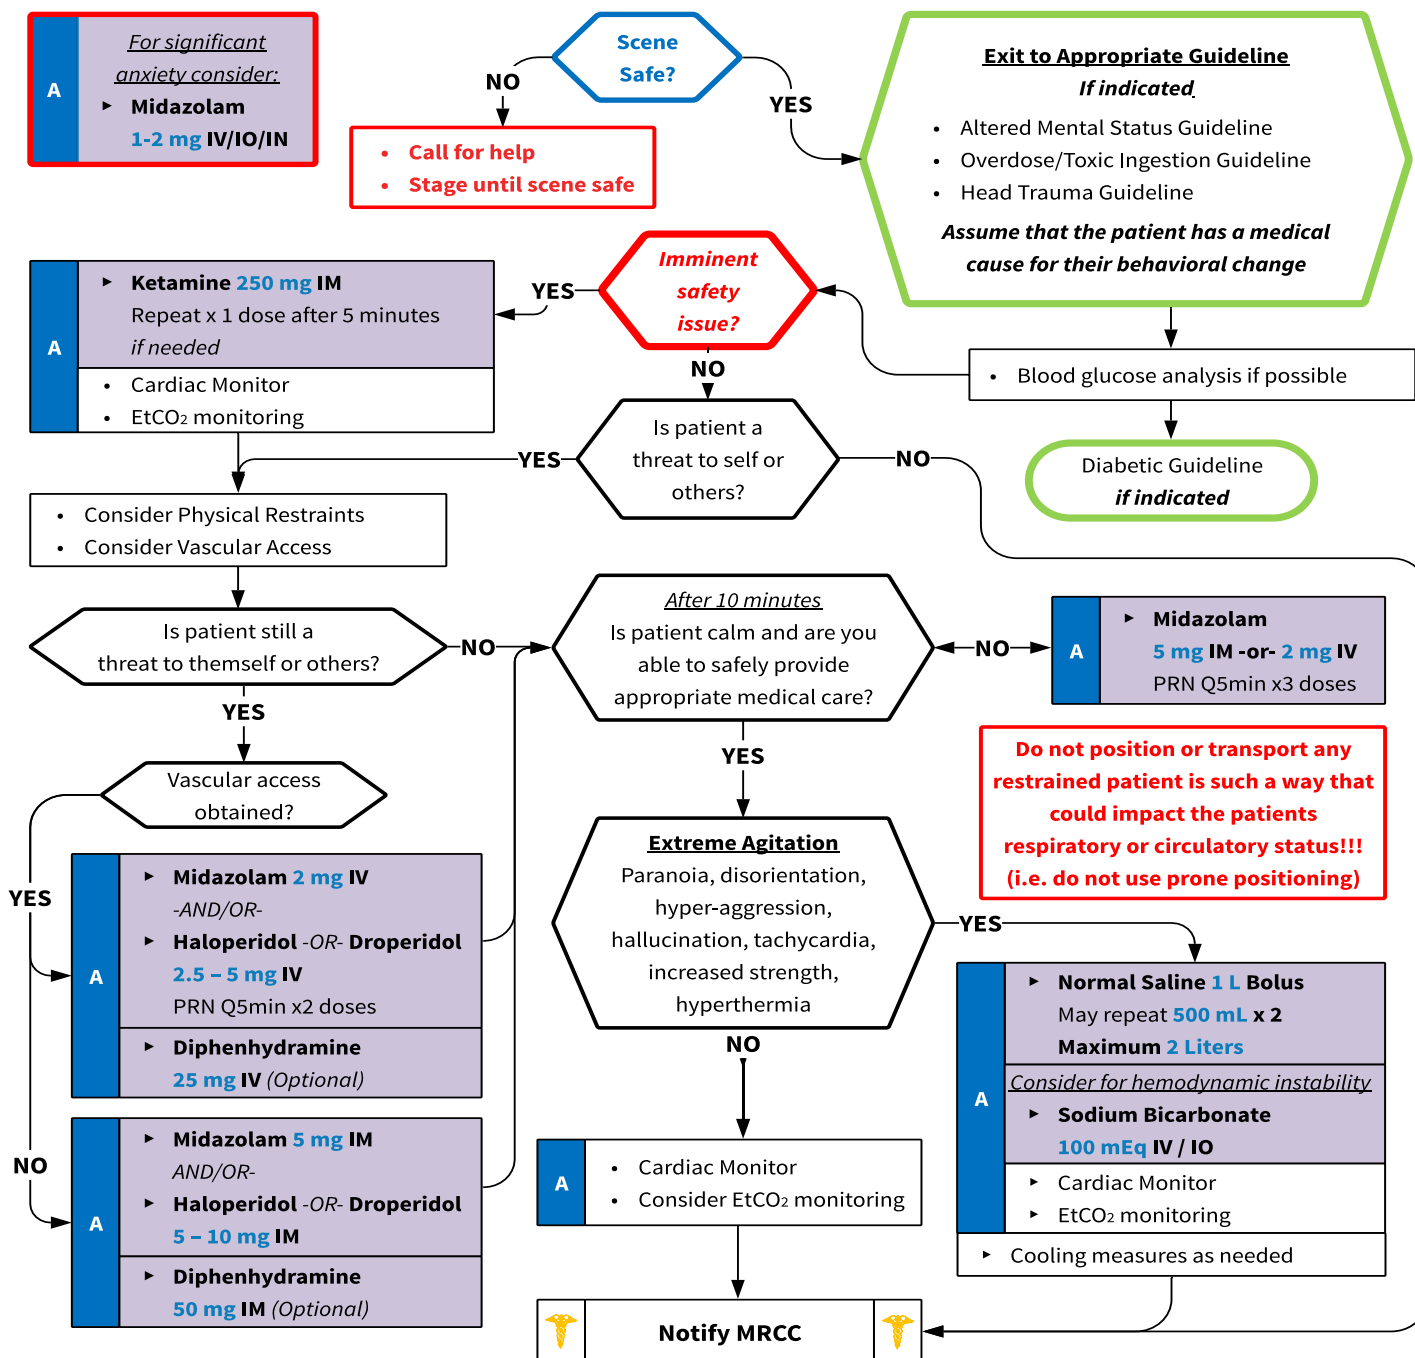 For significant
anxiety consider:
A
► Midazolam
1-2 mg IV/IO/IN
Scene
Safe?
NO
YES
• Call for help
• Stage until scene safe
Exit to Appropriate Guideline
If indicated
• Altered Mental Status Guideline
• Overdose/Toxic Ingestion Guideline
• Head Trauma Guideline
Assume that the patient has a medical
cause for their behavioral change
• Blood glucose analysis if possible
Diabetic Guideline
if indicated
Imminent
safety
issue?
YES
NO
A
► Ketamine 250 mg IM
Repeat x 1 dose after 5 minutes
if needed
• Cardiac Monitor
• EtCO₂ monitoring
Is patient a
threat to self or
others?
YES
NO
• Consider Physical Restraints
• Consider Vascular Access
Is patient still a
threat to themself or others?
NO
YES
Vascular access
obtained?
YES
NO
A
► Midazolam 2 mg IV
-AND/OR-
► Haloperidol -OR- Droperidol
2.5 – 5 mg IV
PRN Q5min x2 doses
► Diphenhydramine
25 mg IV (Optional)
A
► Midazolam 5 mg IM
AND/OR-
► Haloperidol -OR- Droperidol
5 – 10 mg IM
► Diphenhydramine
50 mg IM (Optional)
After 10 minutes
Is patient calm and are you
able to safely provide
appropriate medical care?
NO
A
► Midazolam
5 mg IM -or- 2 mg IV
PRN Q5min x3 doses
YES
Do not position or transport any
restrained patient is such a way that
could impact the patients
respiratory or circulatory status!!!
(i.e. do not use prone positioning)
Extreme Agitation
Paranoia, disorientation,
hyper-aggression,
hallucination, tachycardia,
increased strength,
hyperthermia
YES
NO
A
► Normal Saline 1 L Bolus
May repeat 500 mL x 2
Maximum 2 Liters
Consider for hemodynamic instability
► Sodium Bicarbonate
100 mEq IV / IO
► Cardiac Monitor
► EtCO₂ monitoring
► Cooling measures as needed
A
• Cardiac Monitor
• Consider EtCO₂ monitoring
Notify MRCC